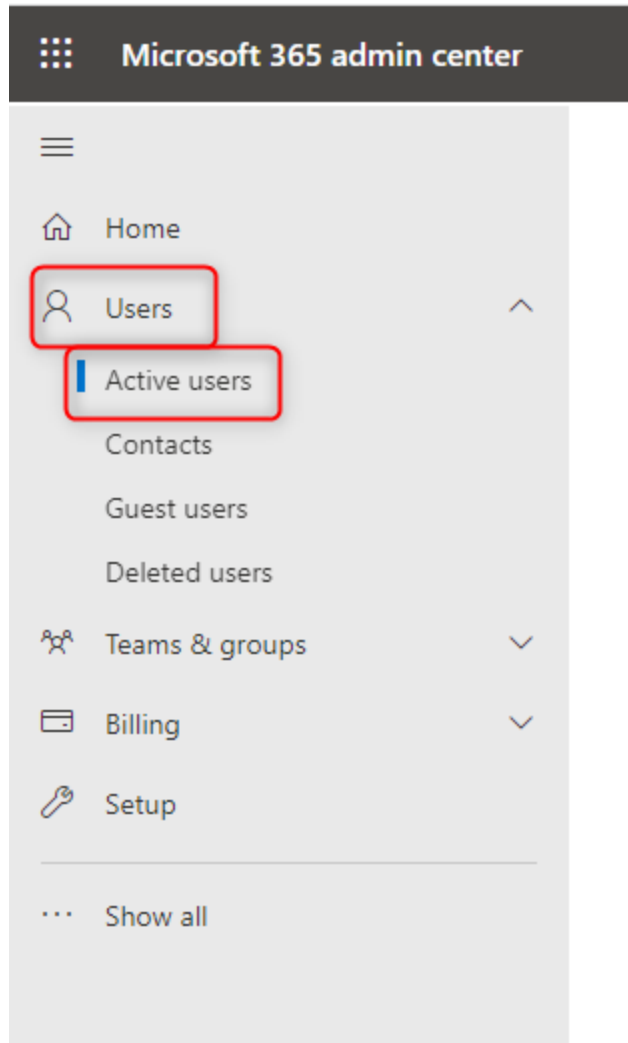 Microsoft 365 admin center
Home
Users
Active users
Contacts
Guest users
Deleted users
Teams & groups
Billing
Setup
Show all